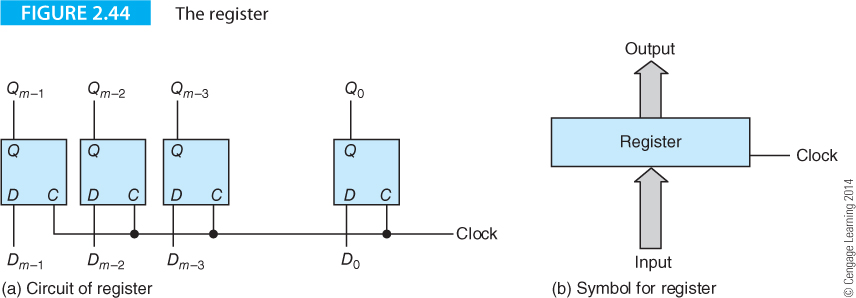 FIGURE 2.44 The register
Qm−1 Qm−2 Qm−3 Q0
Q Q Q Q
D C D C D C D C
Clock
Dm−1 Dm−2 Dm−3 D0
(a) Circuit of register
Output
Register
Clock
Input
(b) Symbol for register
© Cengage Learning 2014